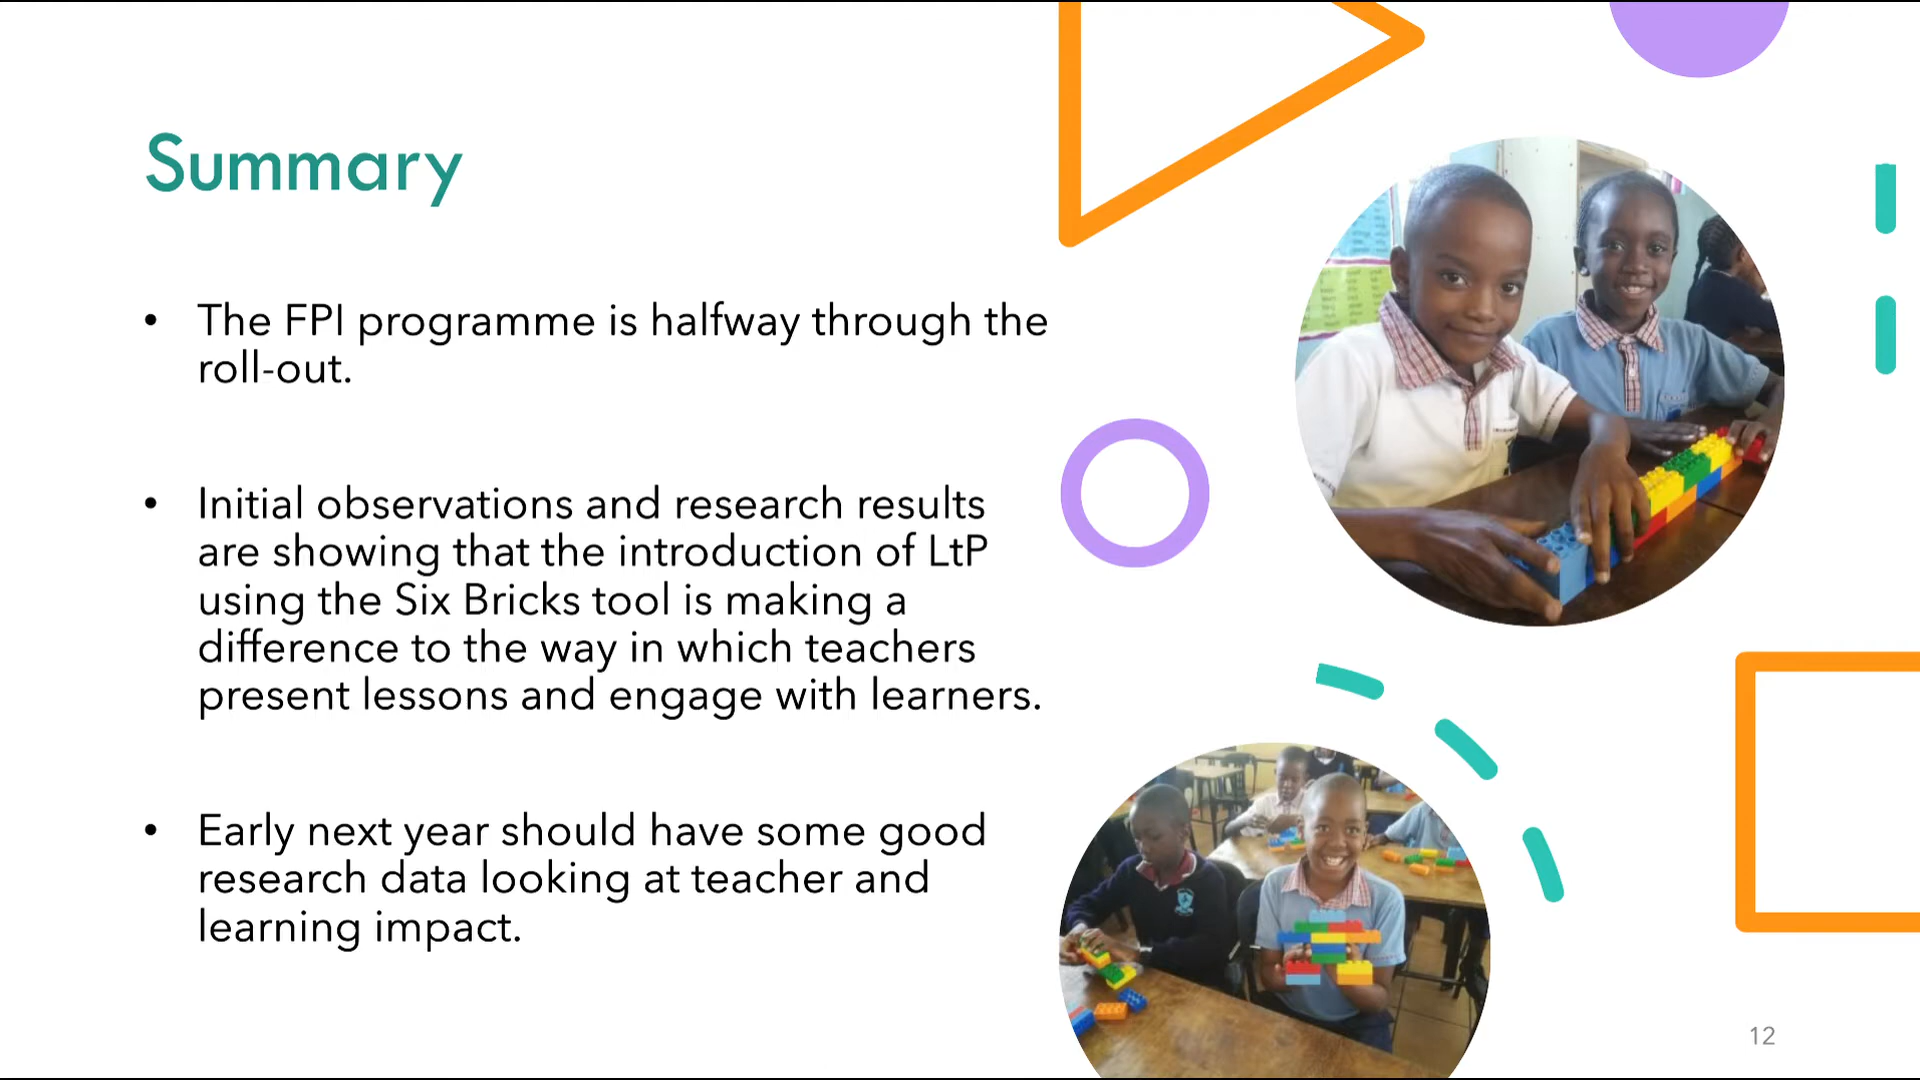 Summary
• The FPI programme is halfway through the
roll-out.
• Initial observations and research results
are showing that the introduction of LtP
using the Six Bricks tool is making a
difference to the way in which teachers
present lessons and engage with learners.
• Early next year should have some good
research data looking at teacher and
learning impact.
12